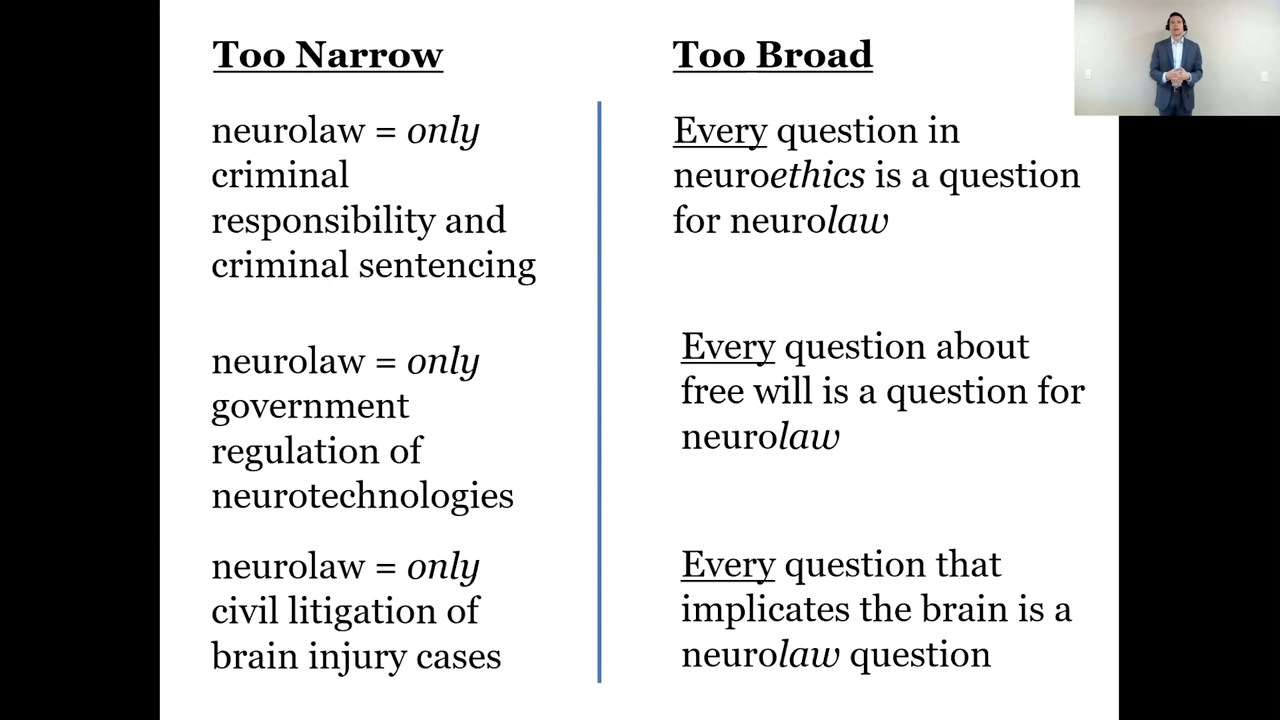 Too Narrow
neurolaw = only
criminal
responsibility and
criminal sentencing
neurolaw = only
government
regulation of
neurotechnologies
neurolaw = only
civil litigation of
brain injury cases
Too Broad
Every question in
neuroethics is a question
for neurolaw
Every question about
free will is a question for
neurolaw
Every question that
implicates the brain is a
neurolaw question